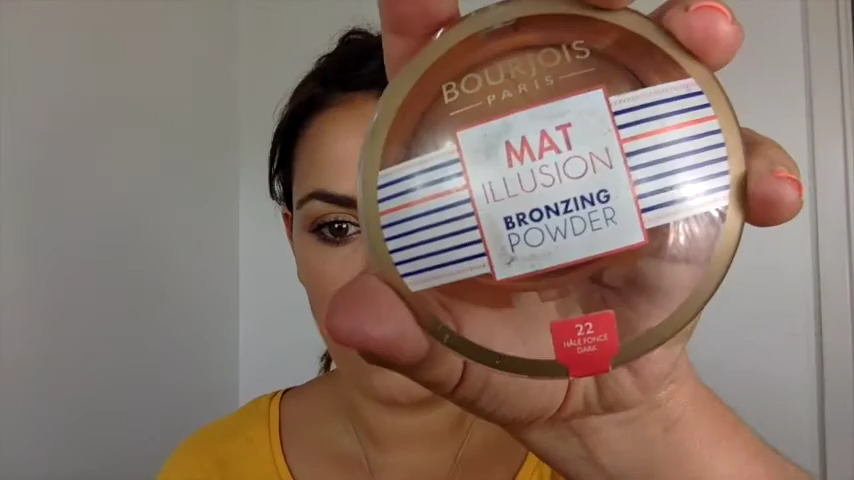 BOURJOIS
PARIS
MAT
ILLUSION
BRONZING
POWDER
22
HÂLE FONCÉ
DARK